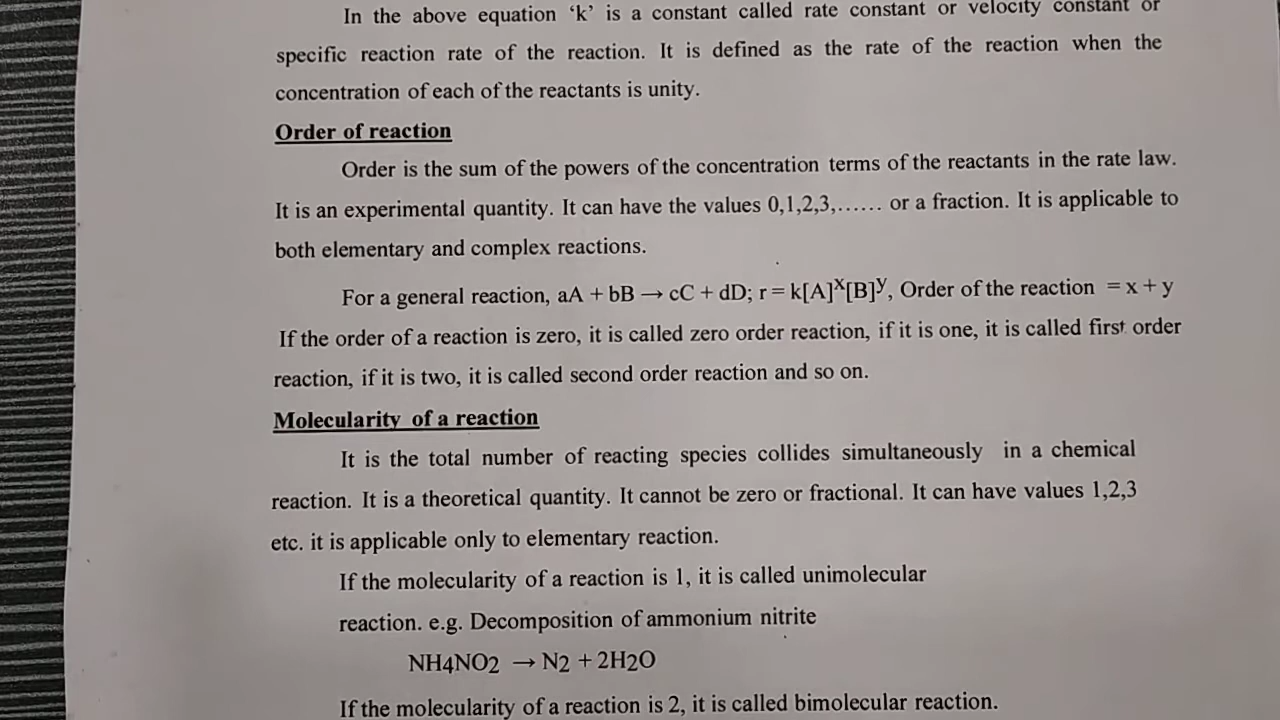 In the above equation ‘k’ is a constant called rate constant or velocity constant or
specific reaction rate of the reaction. It is defined as the rate of the reaction when the
concentration of each of the reactants is unity.
Order of reaction
Order is the sum of the powers of the concentration terms of the reactants in the rate law.
It is an experimental quantity. It can have the values 0,1,2,3,…... or a fraction. It is applicable to
both elementary and complex reactions.
For a general reaction, aA + bB → cC + dD; r = k[A]ˣ[B]ʸ, Order of the reaction = x + y
If the order of a reaction is zero, it is called zero order reaction, if it is one, it is called first order
reaction, if it is two, it is called second order reaction and so on.
Molecularity of a reaction
It is the total number of reacting species collides simultaneously in a chemical
reaction. It is a theoretical quantity. It cannot be zero or fractional. It can have values 1,2,3
etc. it is applicable only to elementary reaction.
If the molecularity of a reaction is 1, it is called unimolecular
reaction. e.g. Decomposition of ammonium nitrite
NH4NO2 → N2 + 2H2O
If the molecularity of a reaction is 2, it is called bimolecular reaction.